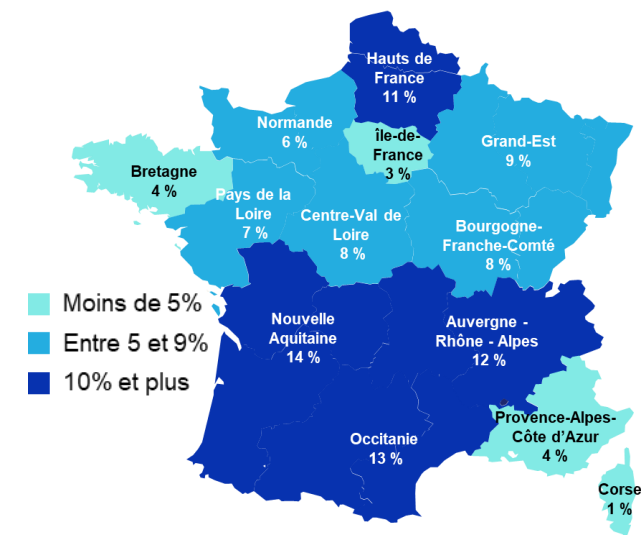 Hauts de
France
11 %
Normande
6 %
île-de-
France
3 %
Grand-Est
9 %
Bretagne
4 %
Pays de la
Loire
7 %
Centre-Val de
Loire
8 %
Bourgogne-
Franche-Comté
8 %
Moins de 5%
Entre 5 et 9%
10% et plus
Nouvelle
Aquitaine
14 %
Auvergne -
Rhône - Alpes
12 %
Occitanie
13 %
Provence-Alpes-
Côte d'Azur
4 %
Corse
1 %